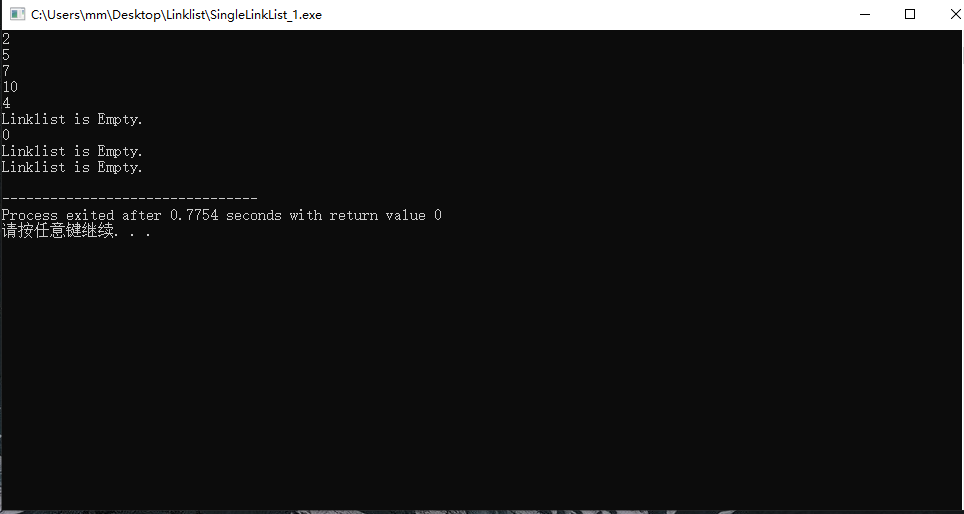 C:\Users\mm\Desktop\Linklist\SingleLinkList_1.exe
2
5
7
10
4
Linklist is Empty.
0
Linklist is Empty.
Linklist is Empty.
--------------------------------
Process exited after 0.7754 seconds with return value 0
请按任意键继续. . .